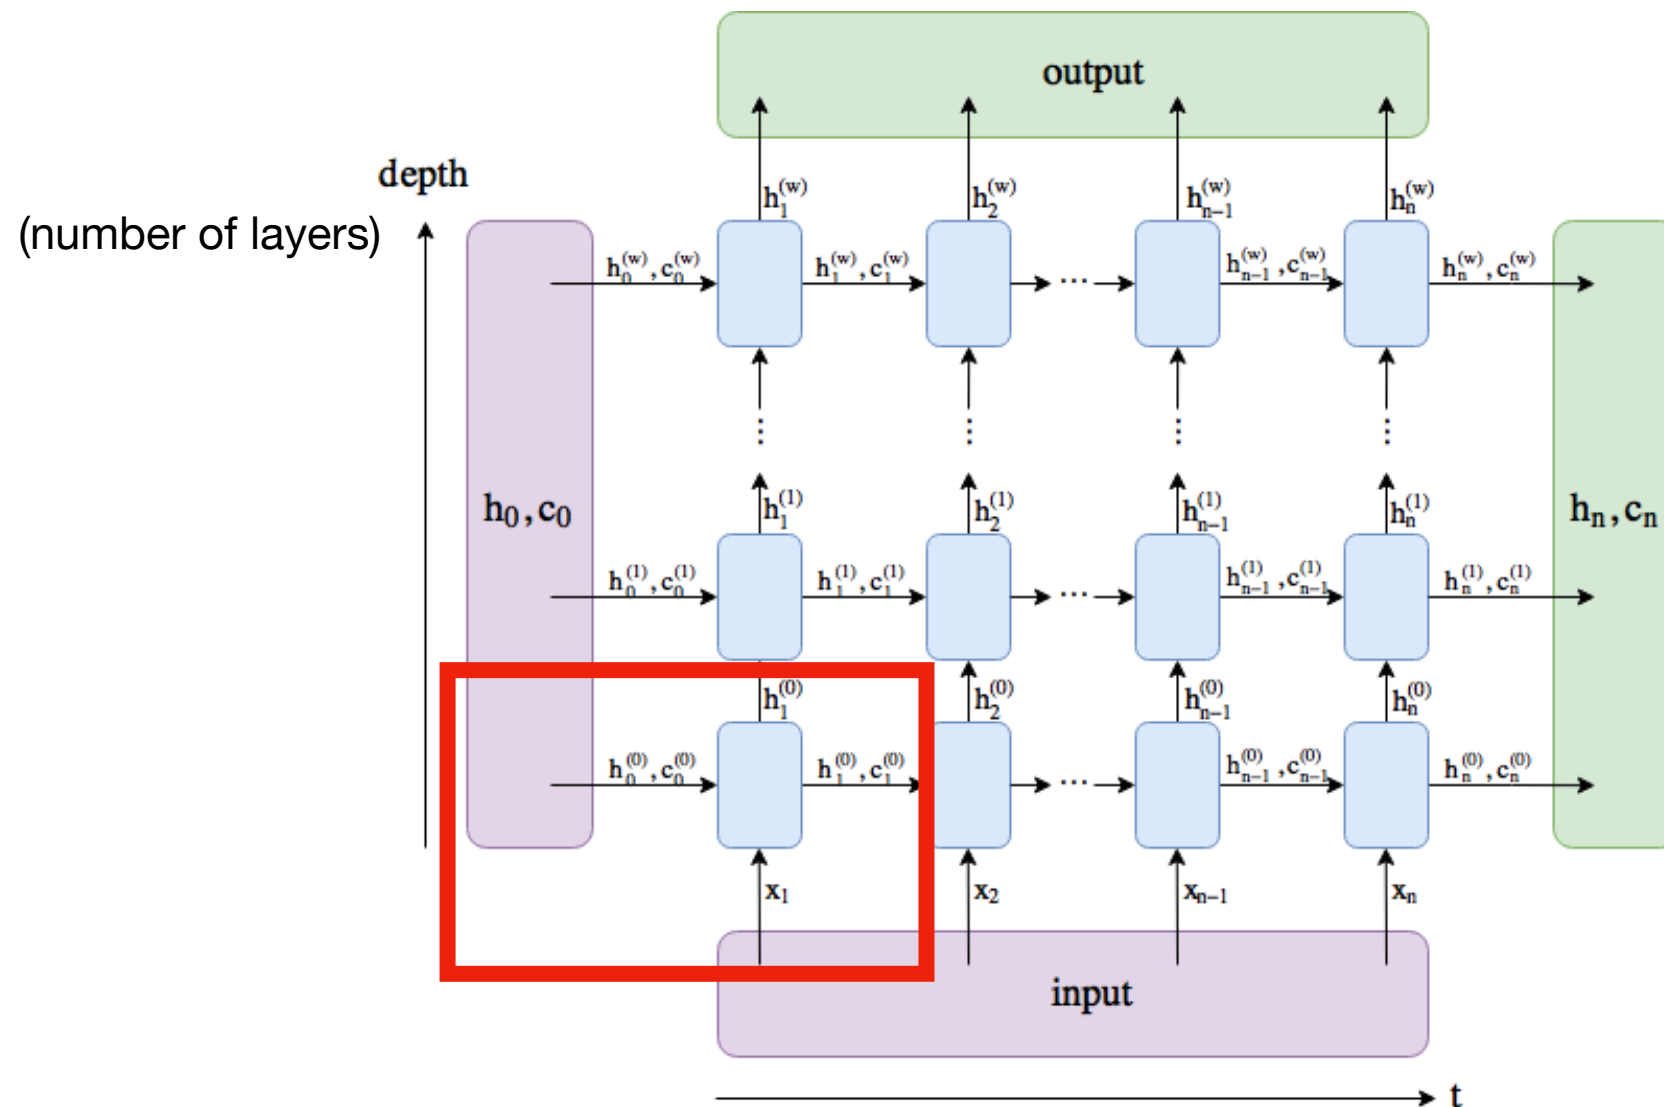 output
depth
(number of layers)
h₁⁽ʷ⁾ h₂⁽ʷ⁾ hₙ₋₁⁽ʷ⁾ hₙ⁽ʷ⁾
h₀⁽ʷ⁾, c₀⁽ʷ⁾ h₁⁽ʷ⁾, c₁⁽ʷ⁾ ... hₙ₋₁⁽ʷ⁾, cₙ₋₁⁽ʷ⁾ hₙ⁽ʷ⁾, cₙ⁽ʷ⁾
h₀, c₀
h₁⁽¹⁾ h₂⁽¹⁾ hₙ₋₁⁽¹⁾ hₙ⁽¹⁾
hₙ, cₙ
h₀⁽¹⁾, c₀⁽¹⁾ h₁⁽¹⁾, c₁⁽¹⁾ ... hₙ₋₁⁽¹⁾, cₙ₋₁⁽¹⁾ hₙ⁽¹⁾, cₙ⁽¹⁾
h₁⁽⁰⁾ h₂⁽⁰⁾ hₙ₋₁⁽⁰⁾ hₙ⁽⁰⁾
h₀⁽⁰⁾, c₀⁽⁰⁾ h₁⁽⁰⁾, c₁⁽⁰⁾ ... hₙ₋₁⁽⁰⁾, cₙ₋₁⁽⁰⁾ hₙ⁽⁰⁾, cₙ⁽⁰⁾
x₁ x₂ xₙ₋₁ xₙ
input
t